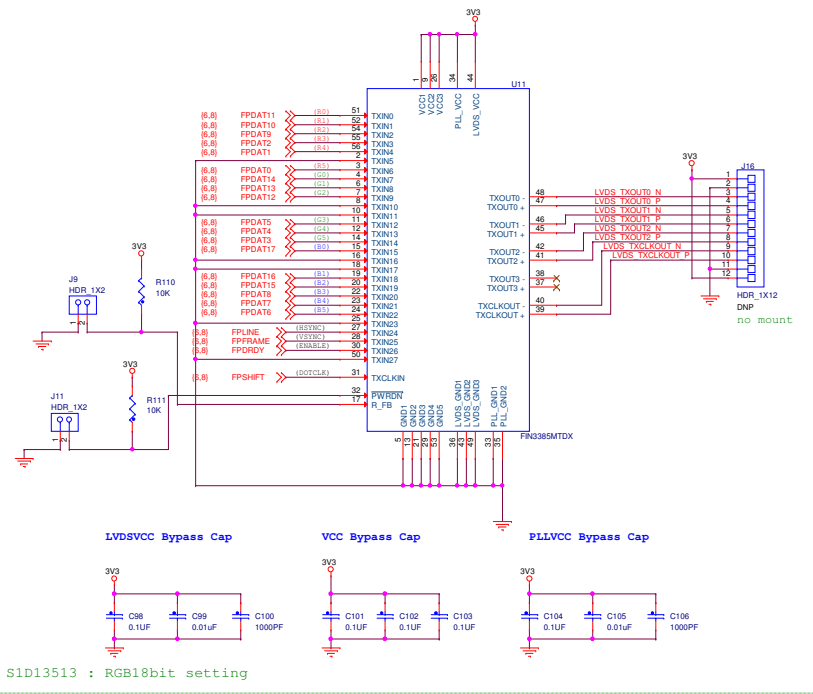 3V3
U11
1 9 26 34 44
VCC1 VCC2 VCC3 PLL_VCC LVDS_VCC
{6,8} FPDAT11 (R0) 51 TXIN0
{6,8} FPDAT10 (R1) 52 TXIN1
{6,8} FPDAT9 (R2) 54 TXIN2
{6,8} FPDAT2 (R3) 55 TXIN3
{6,8} FPDAT1 (R4) 56 TXIN4
2 TXIN5
{6,8} FPDAT0 (R5) 3 TXIN6
{6,8} FPDAT14 (G0) 4 TXIN7
{6,8} FPDAT13 (G1) 6 TXIN8
{6,8} FPDAT12 (G2) 7 TXIN9
8 TXIN10
10 TXIN11
{6,8} FPDAT5 (G3) 11 TXIN12
{6,8} FPDAT4 (G4) 12 TXIN13
{6,8} FPDAT3 (G5) 14 TXIN14
{6,8} FPDAT17 (B0) 15 TXIN15
16 TXIN16
18 TXIN17
{6,8} FPDAT16 (B1) 19 TXIN18
{6,8} FPDAT15 (B2) 20 TXIN19
{6,8} FPDAT8 (B3) 22 TXIN20
{6,8} FPDAT7 (B4) 23 TXIN21
{6,8} FPDAT6 (B5) 24 TXIN22
25 TXIN23
{6,8} FPLINE (HSYNC) 27 TXIN24
{6,8} FPFRAME (VSYNC) 28 TXIN25
{6,8} FPDRDY (ENABLE) 30 TXIN26
50 TXIN27
{6,8} FPSHIFT (DOTCLK) 31 TXCLKIN
32 PWRDN
17 R_FB
TXOUT0 - 48 LVDS_TXOUT0_N
TXOUT0 + 47 LVDS_TXOUT0_P
TXOUT1 - 46 LVDS_TXOUT1_N
TXOUT1 + 45 LVDS_TXOUT1_P
TXOUT2 - 42 LVDS_TXOUT2_N
TXOUT2 + 41 LVDS_TXOUT2_P
TXOUT3 - 38
TXOUT3 + 37
TXCLKOUT - 40 LVDS_TXCLKOUT_N
TXCLKOUT + 39 LVDS_TXCLKOUT_P
3V3
J16
1
2
3
4
5
6
7
8
9
10
11
12
HDR_1X12
DNP
no mount
3V3
J9
HDR_1X2
1 2
R110
10K
3V3
J11
HDR_1X2
1 2
R111
10K
GND1 GND2 GND3 GND4 GND5 LVDS_GND1 LVDS_GND2 LVDS_GND3 PLL_GND1 PLL_GND2
5 13 21 29 53 36 43 49 33 35
FIN3385MTDX
LVDSVCC Bypass Cap
3V3
C98
0.1UF
C99
0.01uF
C100
1000PF
VCC Bypass Cap
3V3
C101
0.1UF
C102
0.1UF
C103
0.1UF
PLLVCC Bypass Cap
3V3
C104
0.1UF
C105
0.01uF
C106
1000PF
S1D13513 : RGB18bit setting